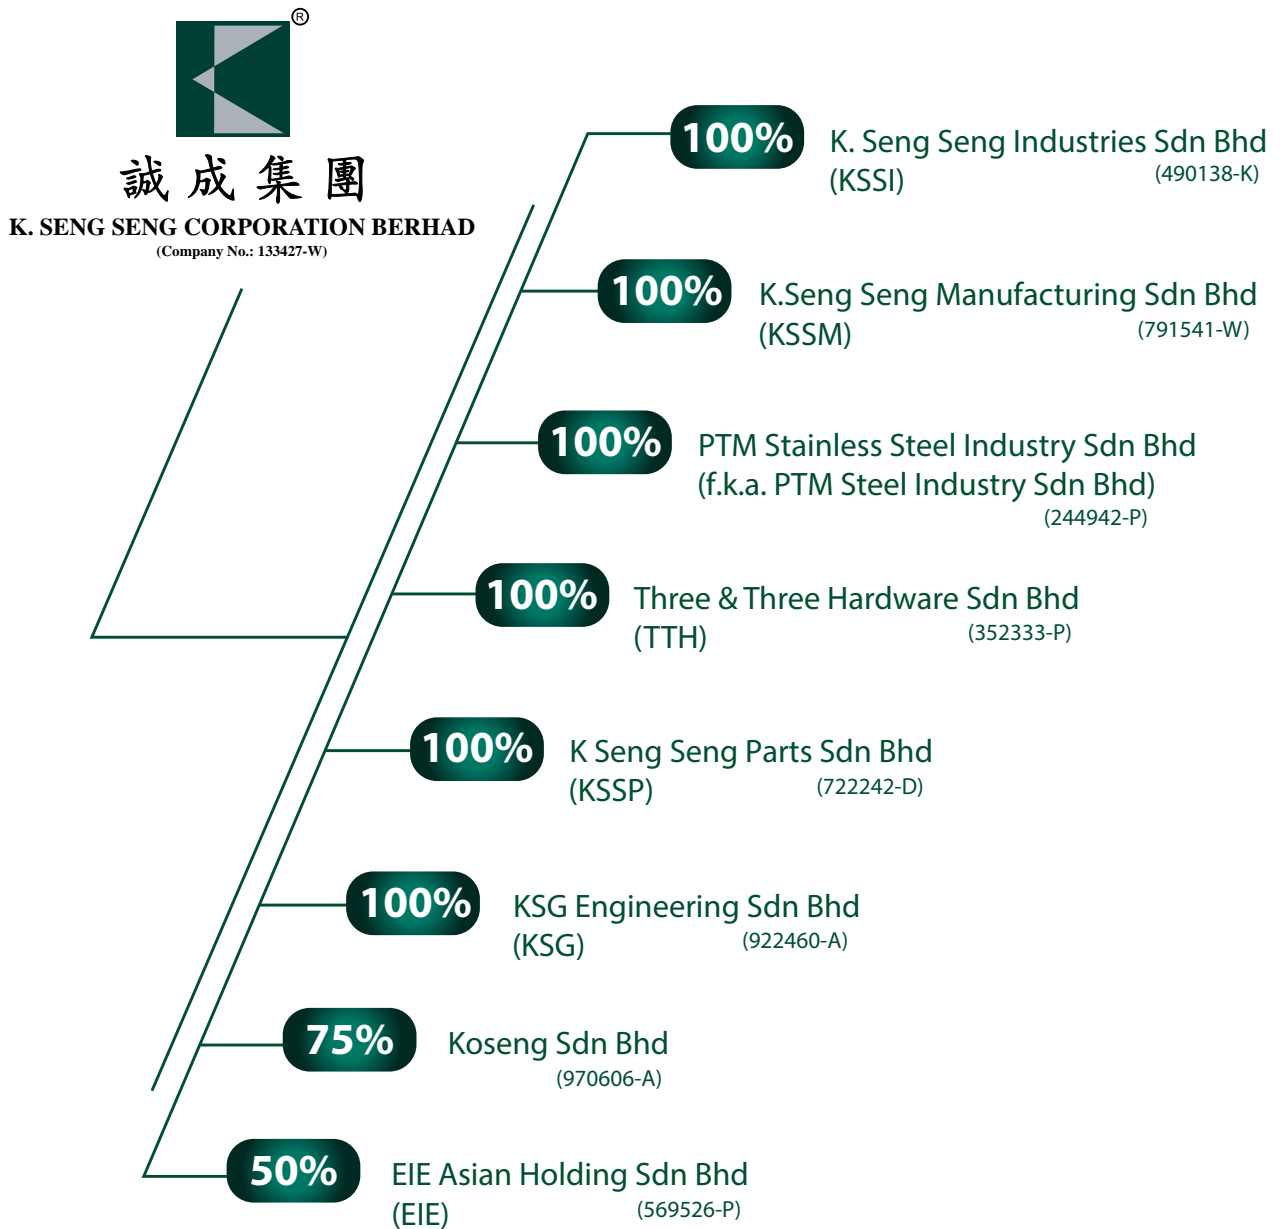 ®
誠成集團
K. SENG SENG CORPORATION BERHAD
(Company No.: 133427-W)
100%
K. Seng Seng Industries Sdn Bhd
(KSSI)
(490138-K)
100%
K.Seng Seng Manufacturing Sdn Bhd
(KSSM)
(791541-W)
100%
PTM Stainless Steel Industry Sdn Bhd
(f.k.a. PTM Steel Industry Sdn Bhd)
(244942-P)
100%
Three & Three Hardware Sdn Bhd
(TTH)
(352333-P)
100%
K Seng Seng Parts Sdn Bhd
(KSSP)
(722242-D)
100%
KSG Engineering Sdn Bhd
(KSG)
(922460-A)
75%
Koseng Sdn Bhd
(970606-A)
50%
EIE Asian Holding Sdn Bhd
(EIE)
(569526-P)